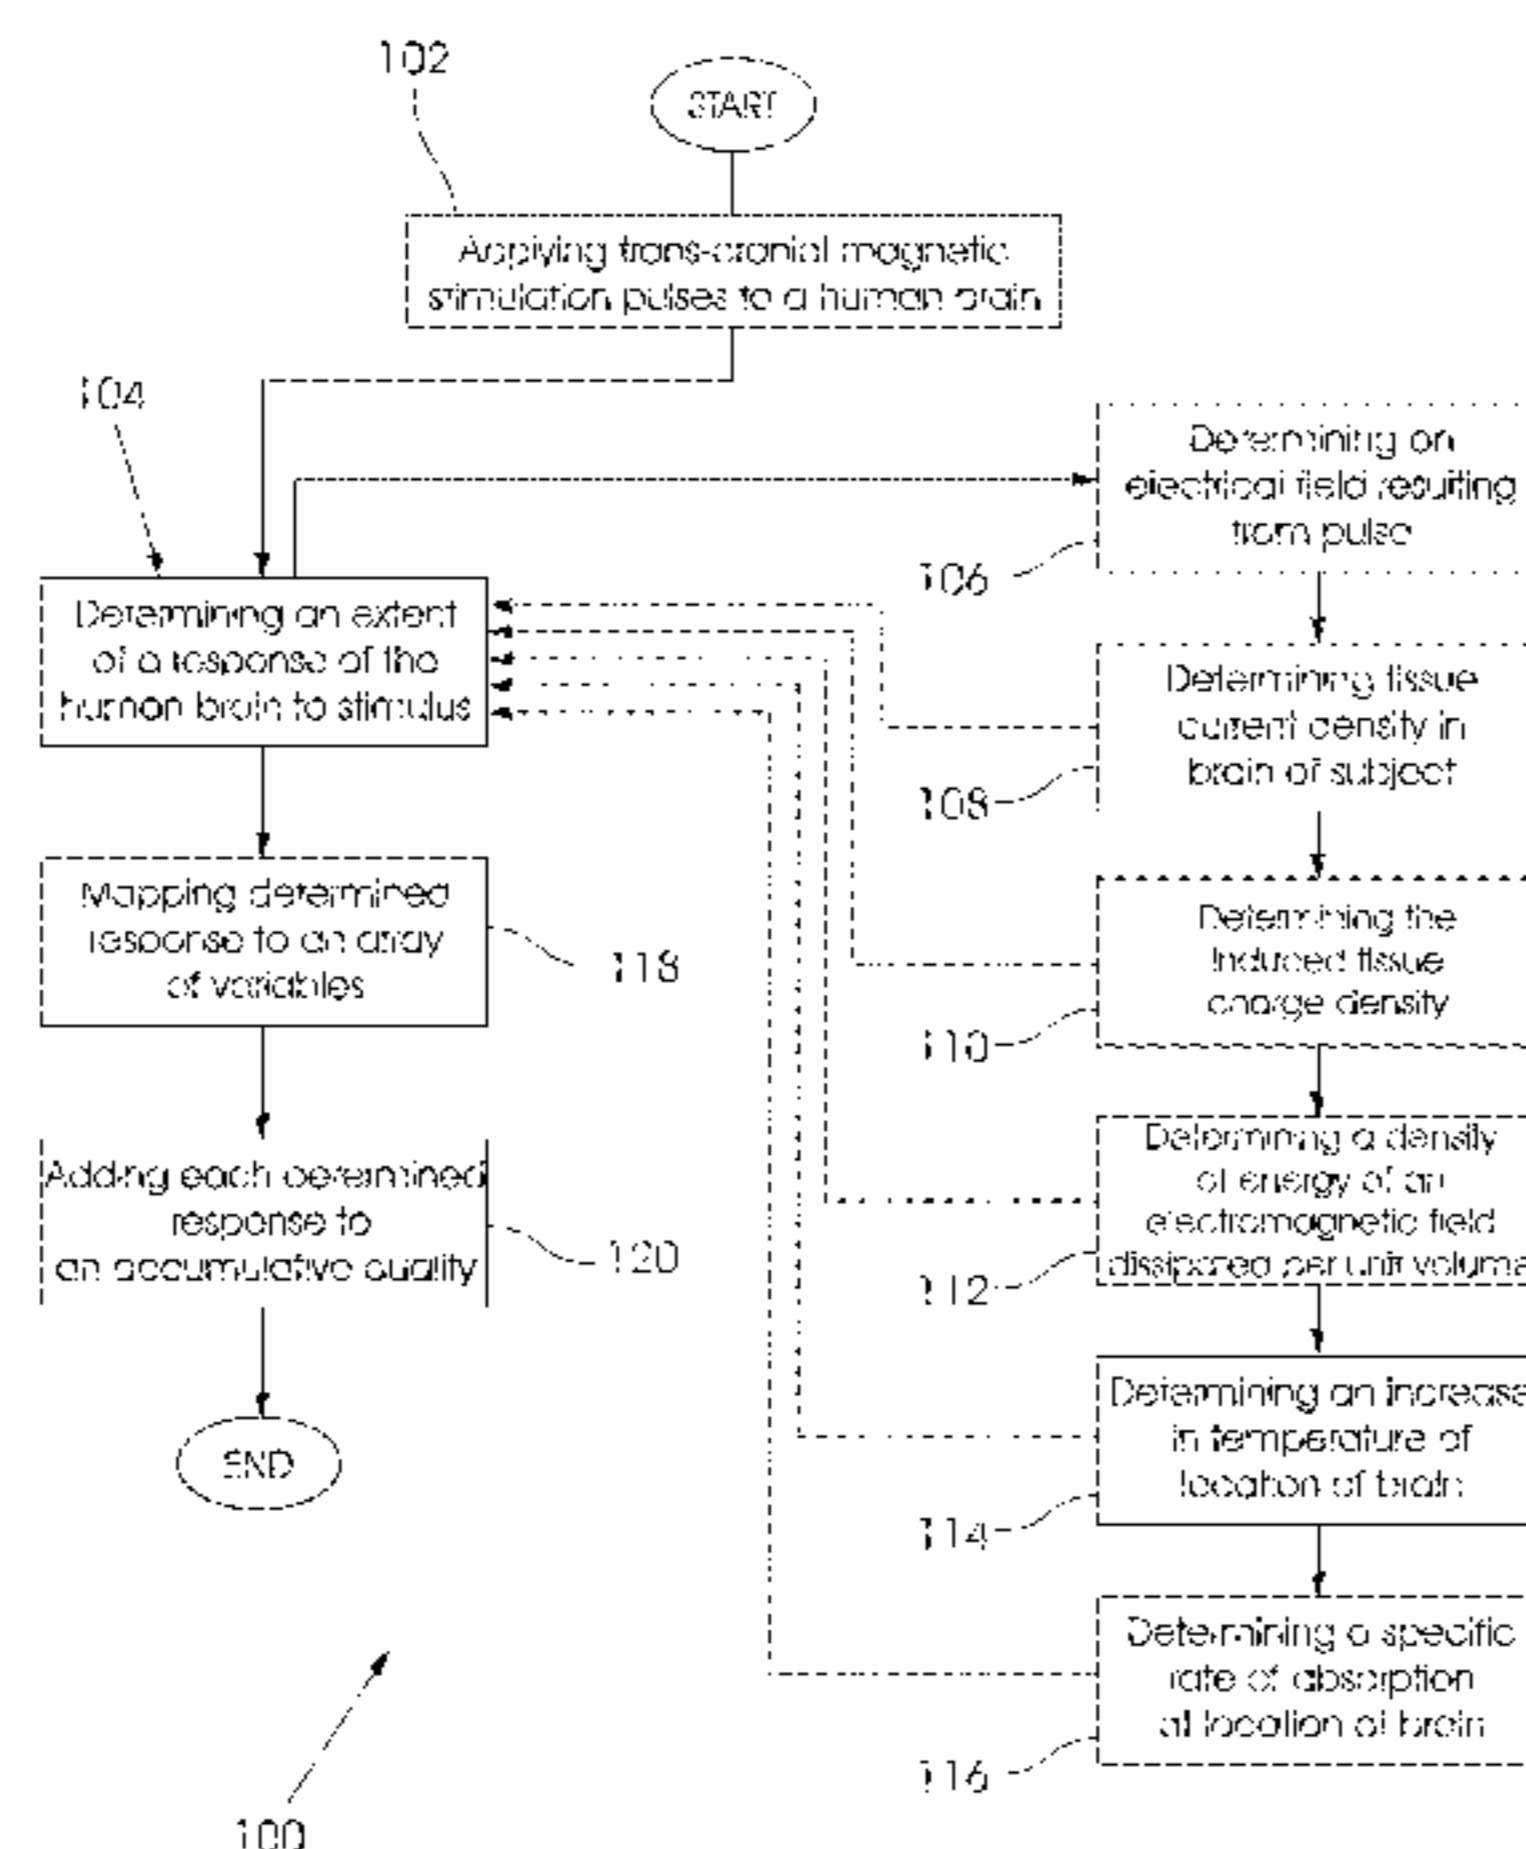 102
START
Applying trans-cranial magnetic
stimulation pulses to a human brain
104
Determining an extent
of a response of the
human brain to stimulus
Mapping determined
response to an array
of variables
118
Adding each determined
response to
an accumulative quality
120
END
100
Determining an
electrical field resulting
from pulse
106
Determining tissue
current density in
brain of subject
108
Determining the
Induced tissue
charge density
110
Determining a density
of energy of an
electromagnetic field
dissipated per unit volume
112
Determining an increase
in temperature of
location of brain
114
Determining a specific
rate of absorption
at location of brain
116